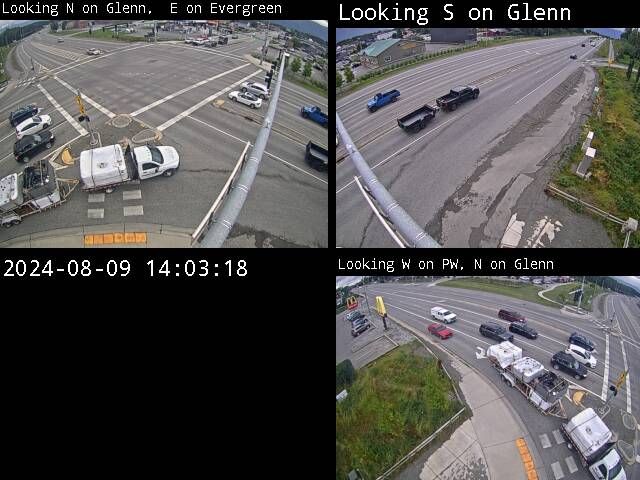 Looking N on Glenn,  E on Evergreen
Looking S on Glenn
2024-08-09 14:03:18
Looking W on PW, N on Glenn